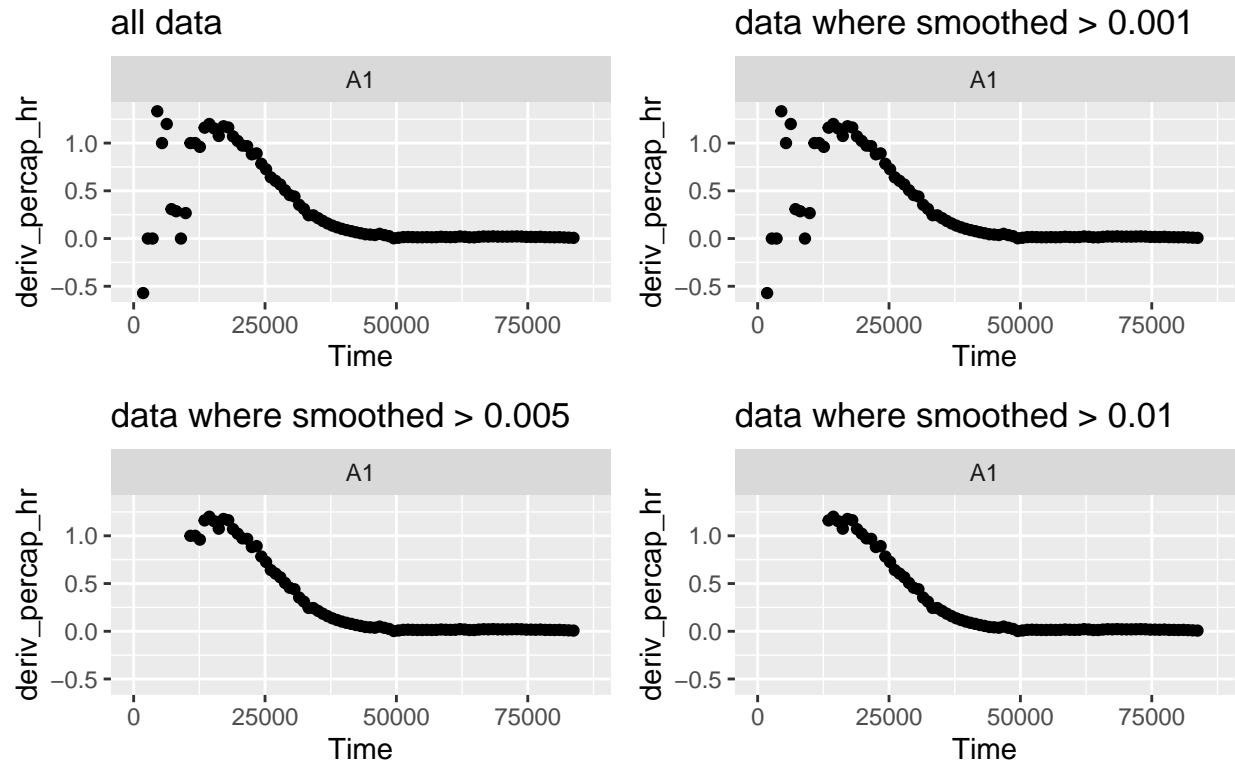 all data
A1
deriv_percap_hr
1.0
0.5
0.0
−0.5
0 25000 50000 75000
Time
data where smoothed > 0.001
A1
deriv_percap_hr
1.0
0.5
0.0
−0.5
0 25000 50000 75000
Time
data where smoothed > 0.005
A1
deriv_percap_hr
1.0
0.5
0.0
−0.5
0 25000 50000 75000
Time
data where smoothed > 0.01
A1
deriv_percap_hr
1.0
0.5
0.0
−0.5
0 25000 50000 75000
Time